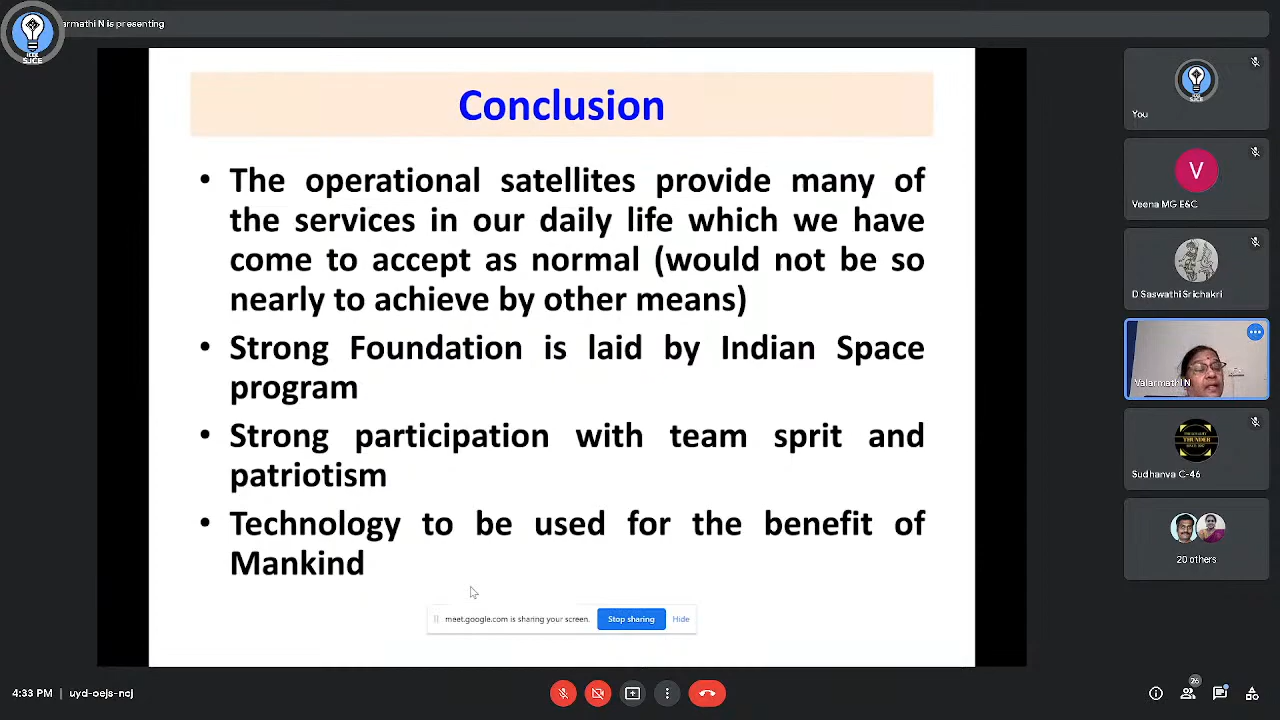 armathi N is presenting
SJCE
Conclusion
• The operational satellites provide many of
the services in our daily life which we have
come to accept as normal (would not be so
nearly to achieve by other means)
• Strong Foundation is laid by Indian Space
program
• Strong participation with team sprit and
patriotism
• Technology to be used for the benefit of
Mankind
meet.google.com is sharing your screen.
Stop sharing
Hide
You
V
Veena MG E&C
D Saswathi Srichakri
Valarmathi N
THUNDER
Sudhanva C-46
20 others
4:33 PM | uyd-oejs-ncj
26